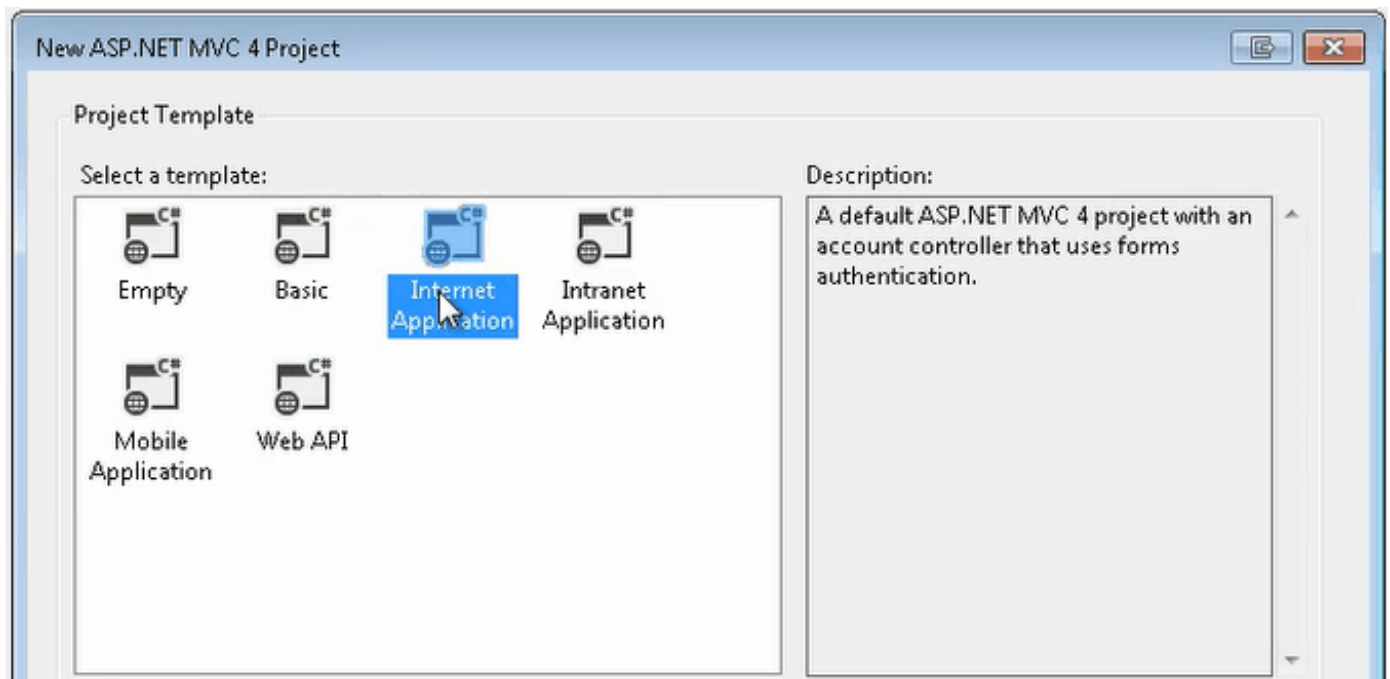 New ASP.NET MVC 4 Project
Project Template
Select a template:
Description:
C# C# C# C#
Empty Basic Internet Intranet
Application Application
C# C#
Mobile Web API
Application
A default ASP.NET MVC 4 project with an
account controller that uses forms
authentication.